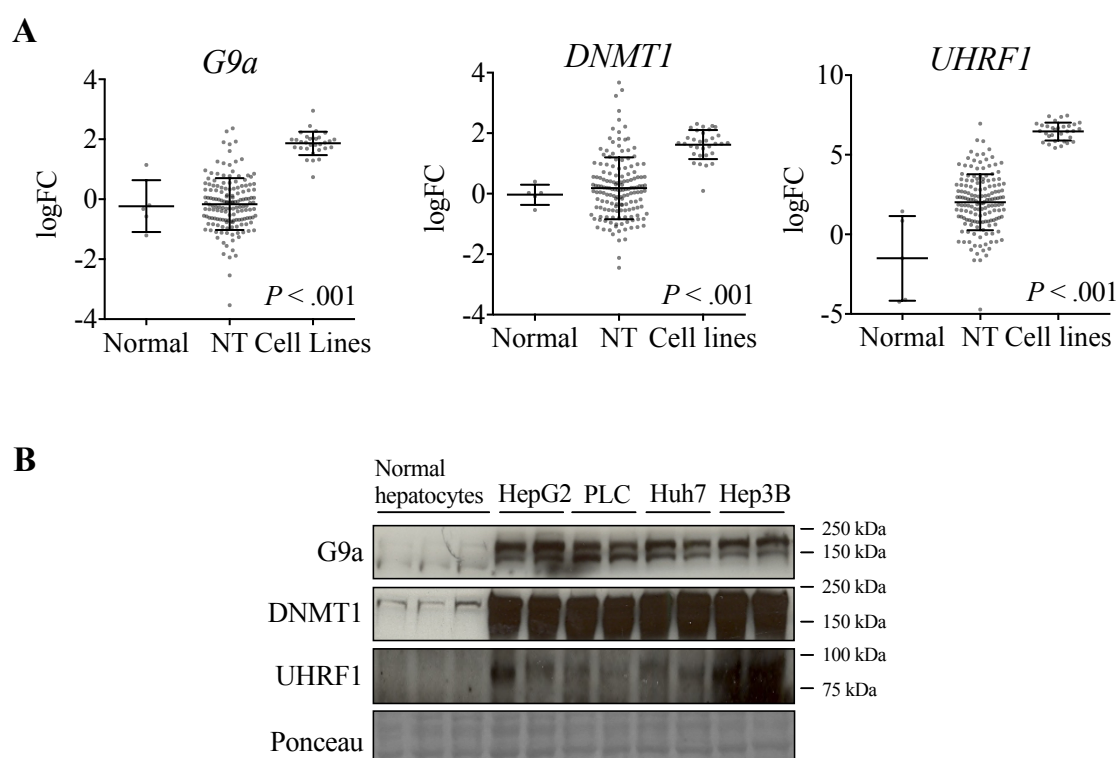 A
G9a
4
2
0
-2
-4
logFC
P < .001
Normal NT Cell Lines
DNMT1
4
2
0
-2
-4
logFC
P < .001
Normal NT Cell lines
UHRF1
10
5
0
-5
logFC
P < .001
Normal NT Cell lines
B
Normal
hepatocytes HepG2 PLC Huh7 Hep3B
G9a
250 kDa
150 kDa
DNMT1
250 kDa
150 kDa
UHRF1
100 kDa
75 kDa
Ponceau